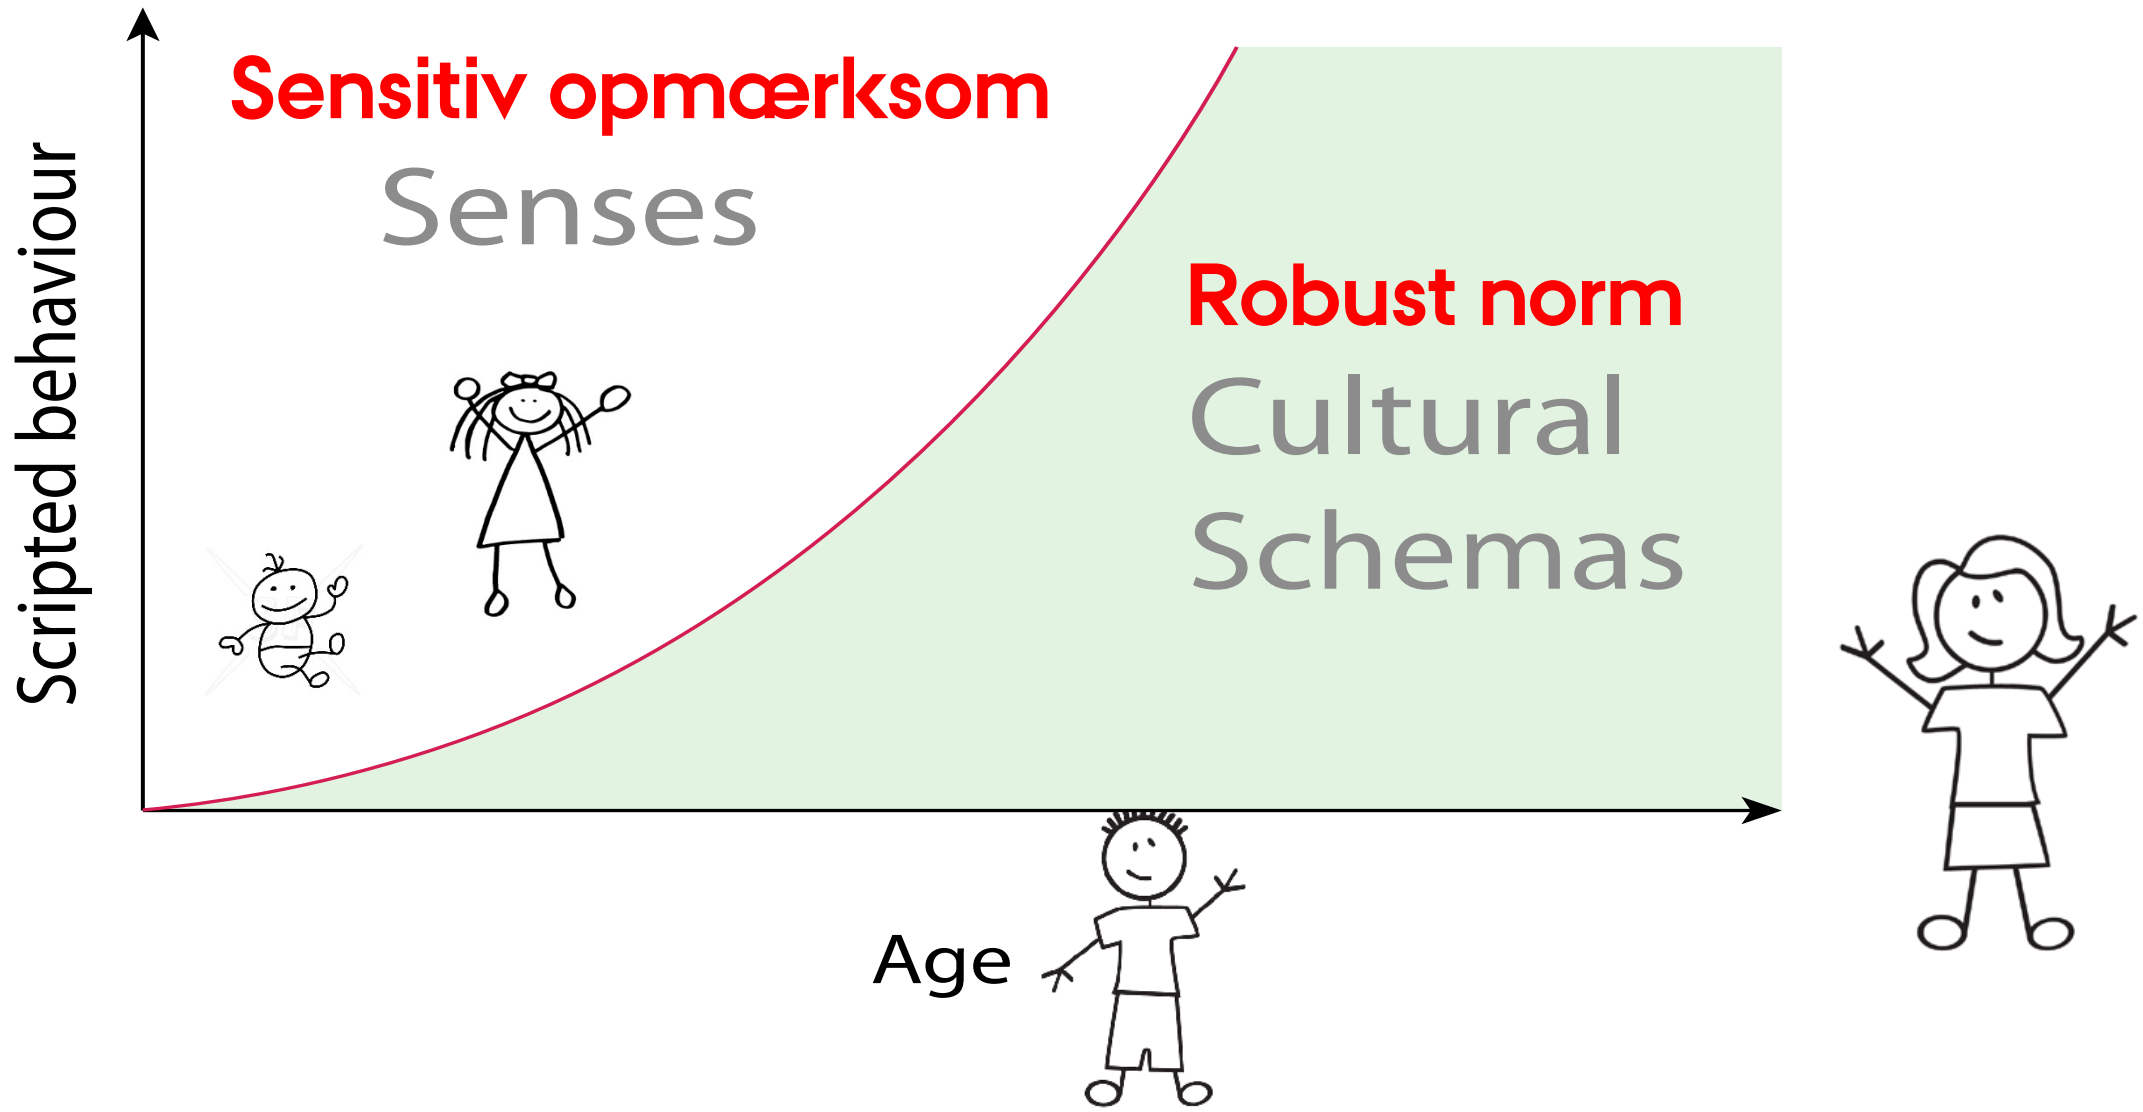 Scripted behaviour
Sensitiv opmærksom
Senses
Robust norm
Cultural
Schemas
Age